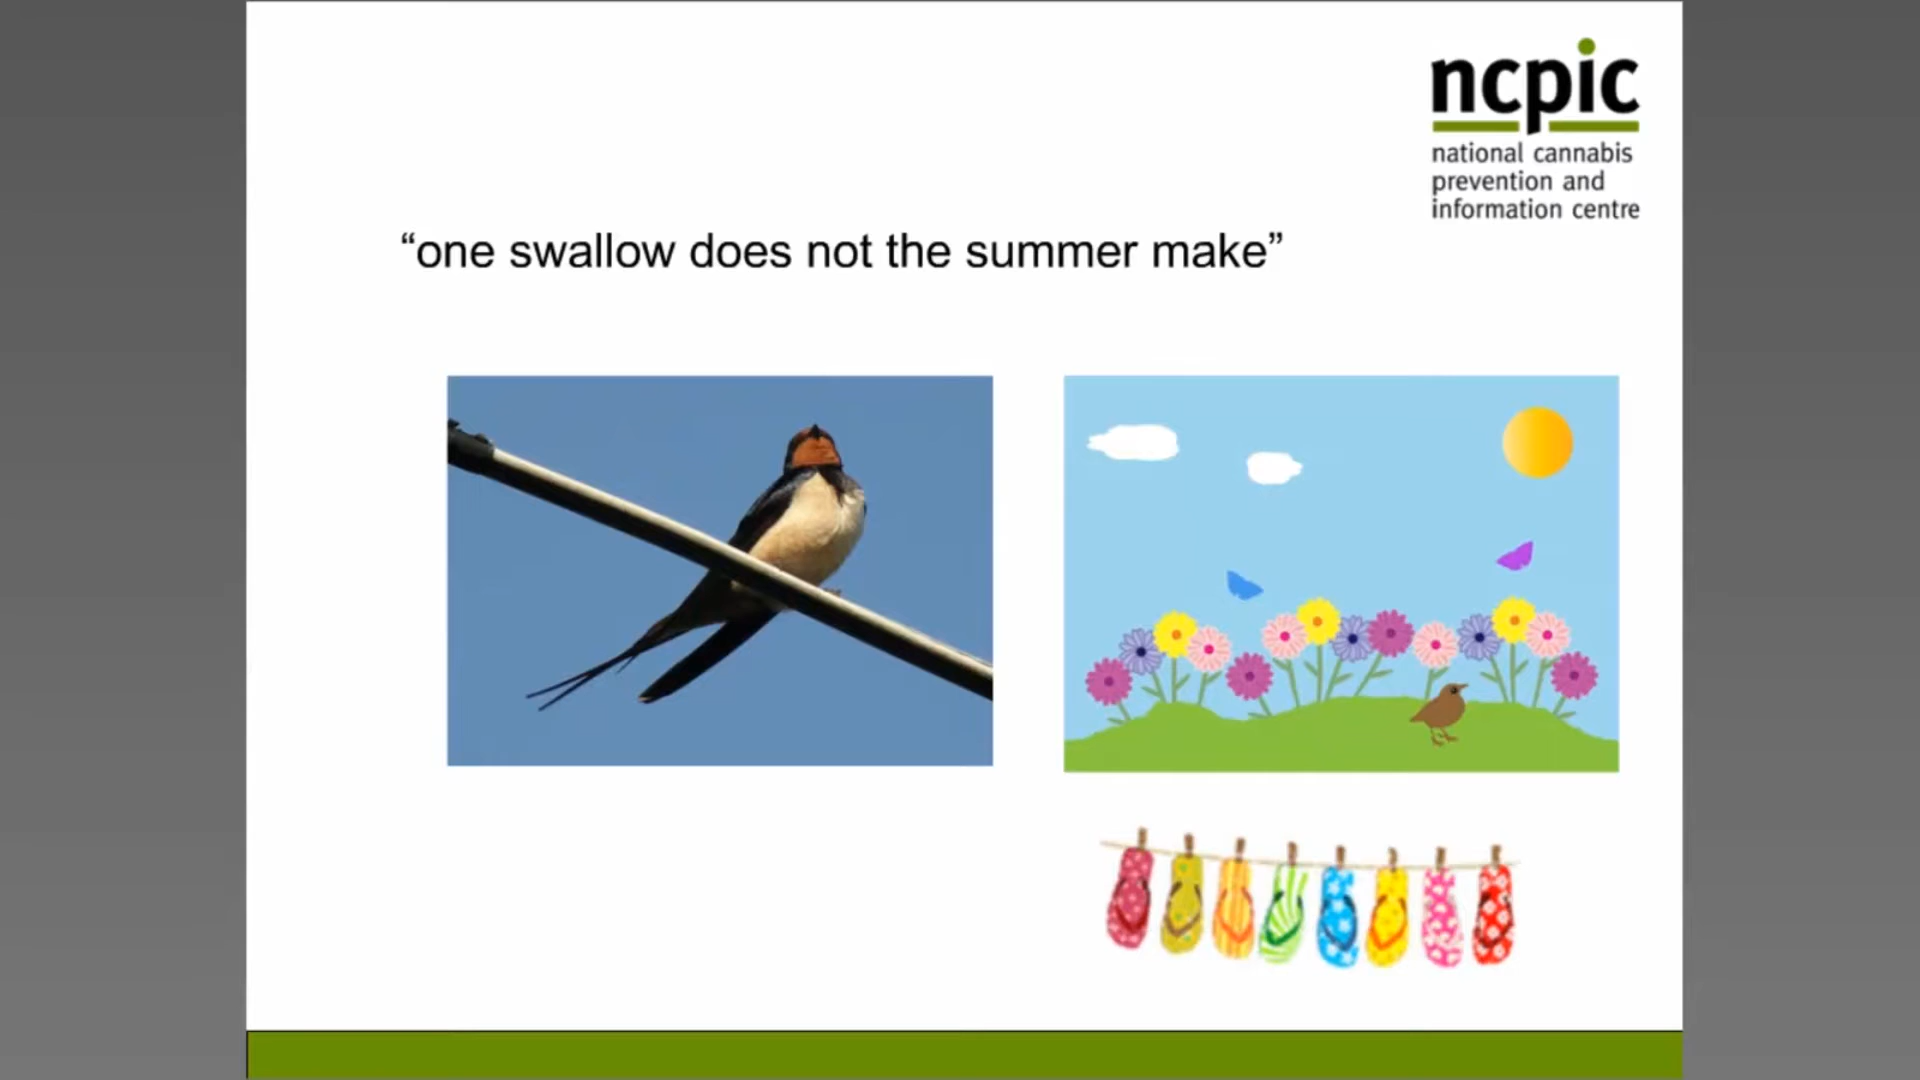 ncpic
national cannabis
prevention and
information centre
“one swallow does not the summer make”